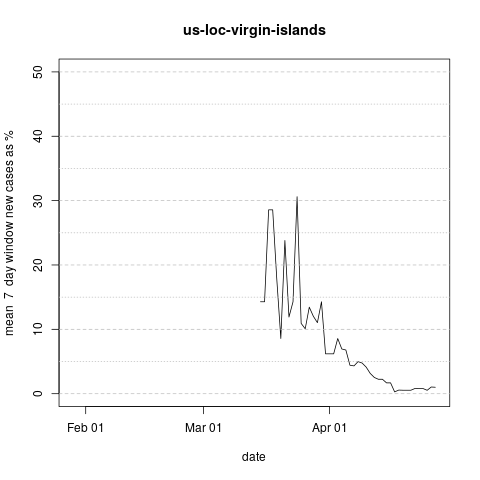 us-loc-virgin-islands
mean  7  day window new cases as %
50
40
30
20
10
0
Feb 01
Mar 01
Apr 01
date